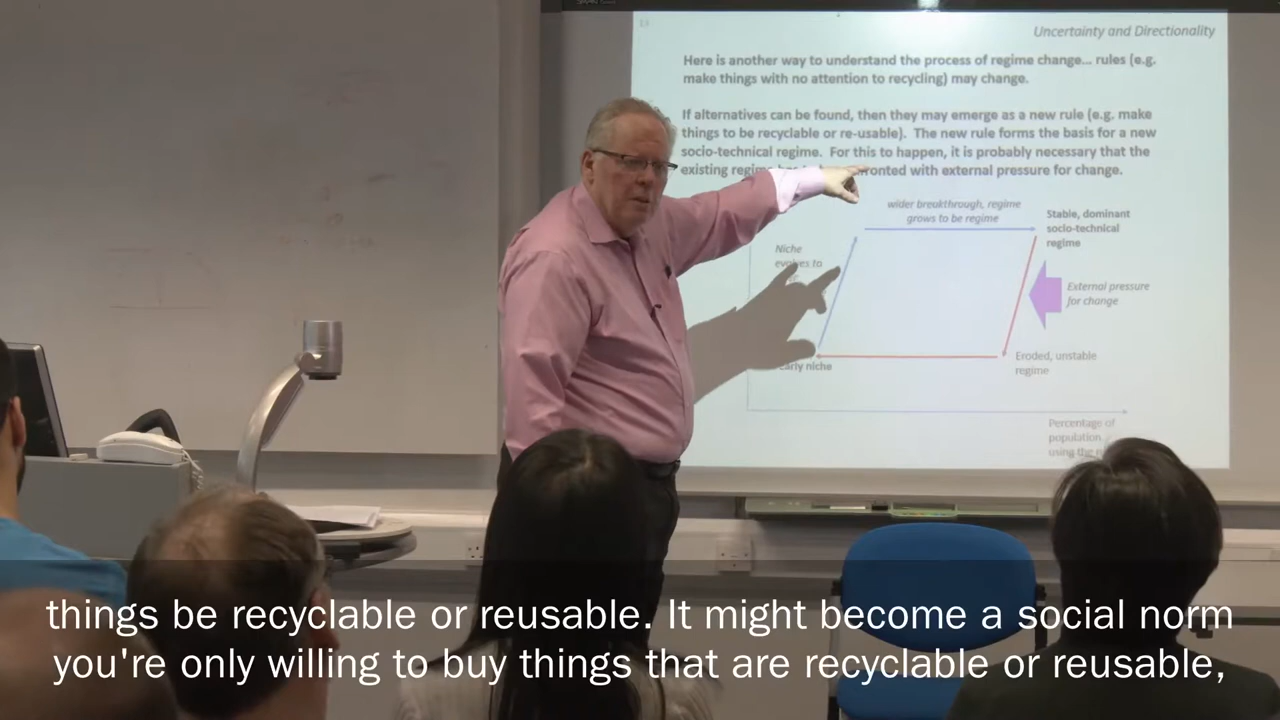 Uncertainty and Directionality
Here is another way to understand the process of regime change... rules (e.g.
make things with no attention to recycling) may change.
If alternatives can be found, then they may emerge as a new rule (e.g. make
things to be recyclable or re-usable). The new rule forms the basis for a new
socio-technical regime. For this to happen, it is probably necessary that the
existing with external pressure for change.
wider breakthrough, regime
grows to be regime
Stable, dominant
socio-technical
regime
Niche
evolves to
External pressure
for change
niche
Eroded, unstable
regime
Percentage of
population
using the
things be recyclable or reusable. It might become a social norm
you're only willing to buy things that are recyclable or reusable,